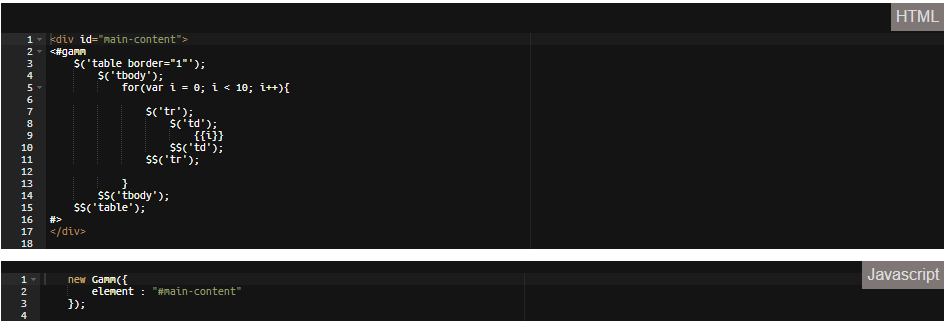 HTML
1 <div id="main-content">
2 <#gamm
3 $('table border="1"');
4 $('tbody');
5 for(var i = 0; i < 10; i++){
6
7 $('tr');
8 $('td');
9 {{i}}
10 $$('td');
11 $$('tr');
12
13 }
14 $$('tbody');
15 $$('table');
16 #>
17 </div>
18
Javascript
1 new Gamm({
2 element : "#main-content"
3 });
4